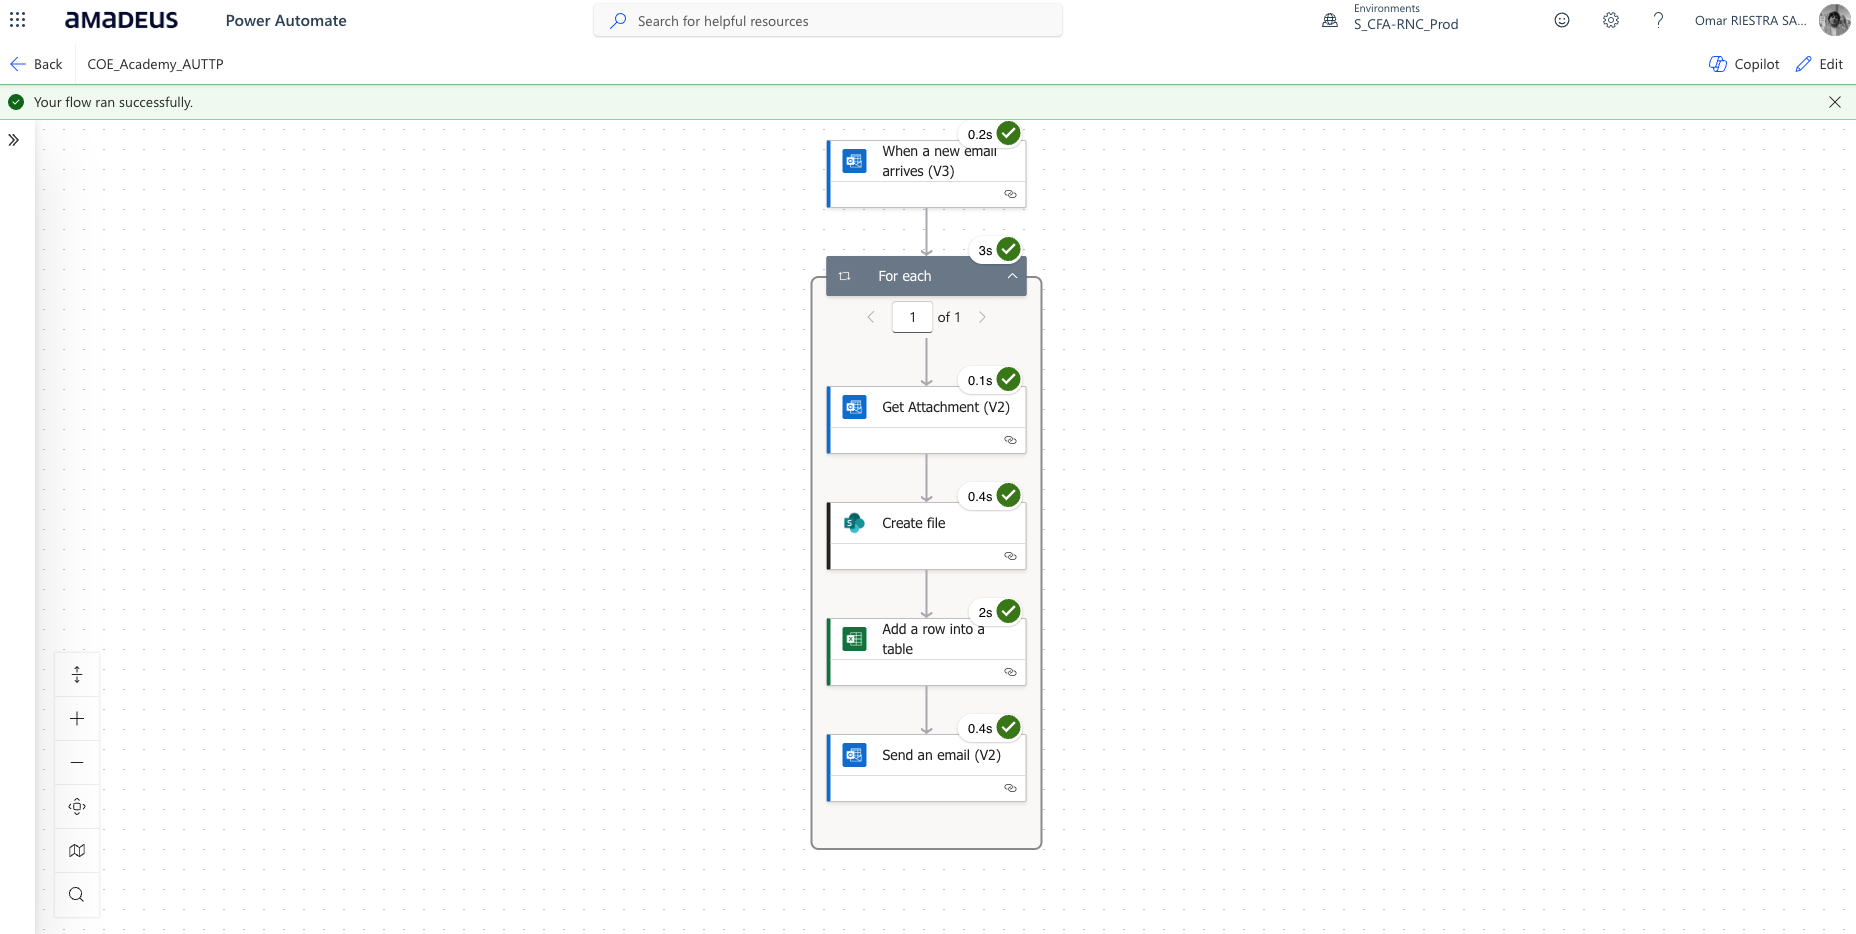 amadeus
Power Automate
Search for helpful resources
Environments
S_CFA-RNC_Prod
Omar RIESTRA SA...
Back
COE_Academy_AUTTP
Copilot
Edit
Your flow ran successfully.
0.2s
When a new email
arrives (V3)
3s
For each
1 of 1
0.1s
Get Attachment (V2)
0.4s
Create file
2s
Add a row into a
table
0.4s
Send an email (V2)